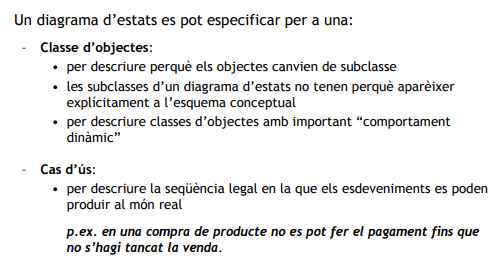 Un diagrama d'estats es pot especificar per a una:
- Classe d'objectes:
• per descriure perquè els objectes canvien de subclasse
• les subclasses d'un diagrama d'estats no tenen perquè aparèixer
explícitament a l'esquema conceptual
• per descriure classes d'objectes amb important “comportament
dinàmic”
- Cas d'ús:
• per descriure la seqüència legal en la que els esdeveniments es poden
produir al món real
p.ex. en una compra de producte no es pot fer el pagament fins que
no s'hagi tancat la venda.